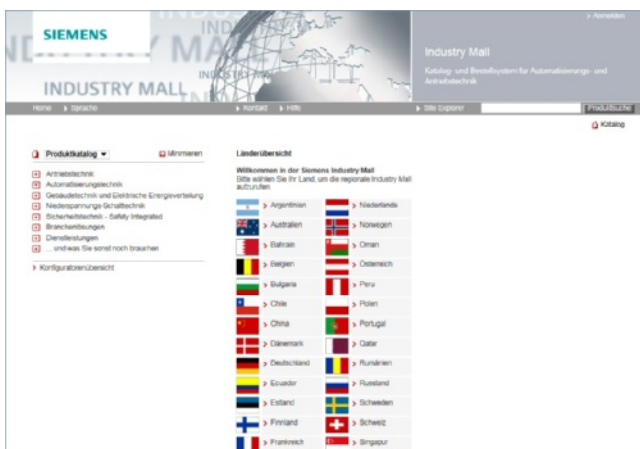 SIEMENS
INDUSTRY MALL
> Anmelden
Industry Mall
Katalog- und Bestellsystem für Automatisierungs- und
Antriebstechnik
Home > Sprache > Kontakt > Hilfe > Site Explorer Produktsuche
Katalog
Produktkatalog Minimieren
Antriebstechnik
Automatisierungstechnik
Gebäudetechnik und Elektrische Energieverteilung
Niederspannungs-Schalttechnik
Sicherheitstechnik - Safety Integrated
Branchenlösungen
Dienstleistungen
... und was Sie sonst noch brauchen
> Konfiguratorenübersicht
Länderübersicht
Willkommen in der Siemens Industry Mall
Bitte wählen Sie Ihr Land, um die regionale Industry Mall
aufzurufen
> Argentinien > Niederlande
> Australien > Norwegen
> Bahrain > Oman
> Belgien > Österreich
> Bulgaria > Peru
> Chile > Polen
> China > Portugal
> Dänemark > Qatar
> Deutschland > Rumänien
> Ecuador > Russland
> Estland > Schweden
> Finnland > Schweiz
> Frankreich > Singapur